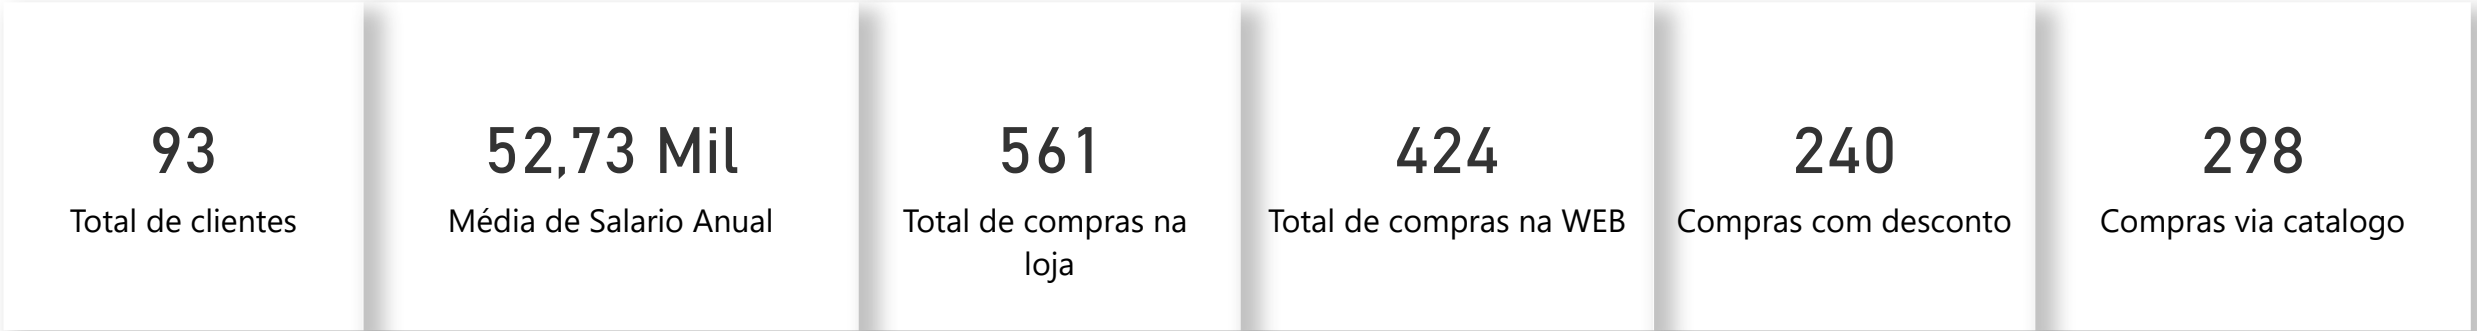 93
Total de clientes
52,73 Mil
Média de Salario Anual
561
Total de compras na
loja
424
Total de compras na WEB
240
Compras com desconto
298
Compras via catalogo